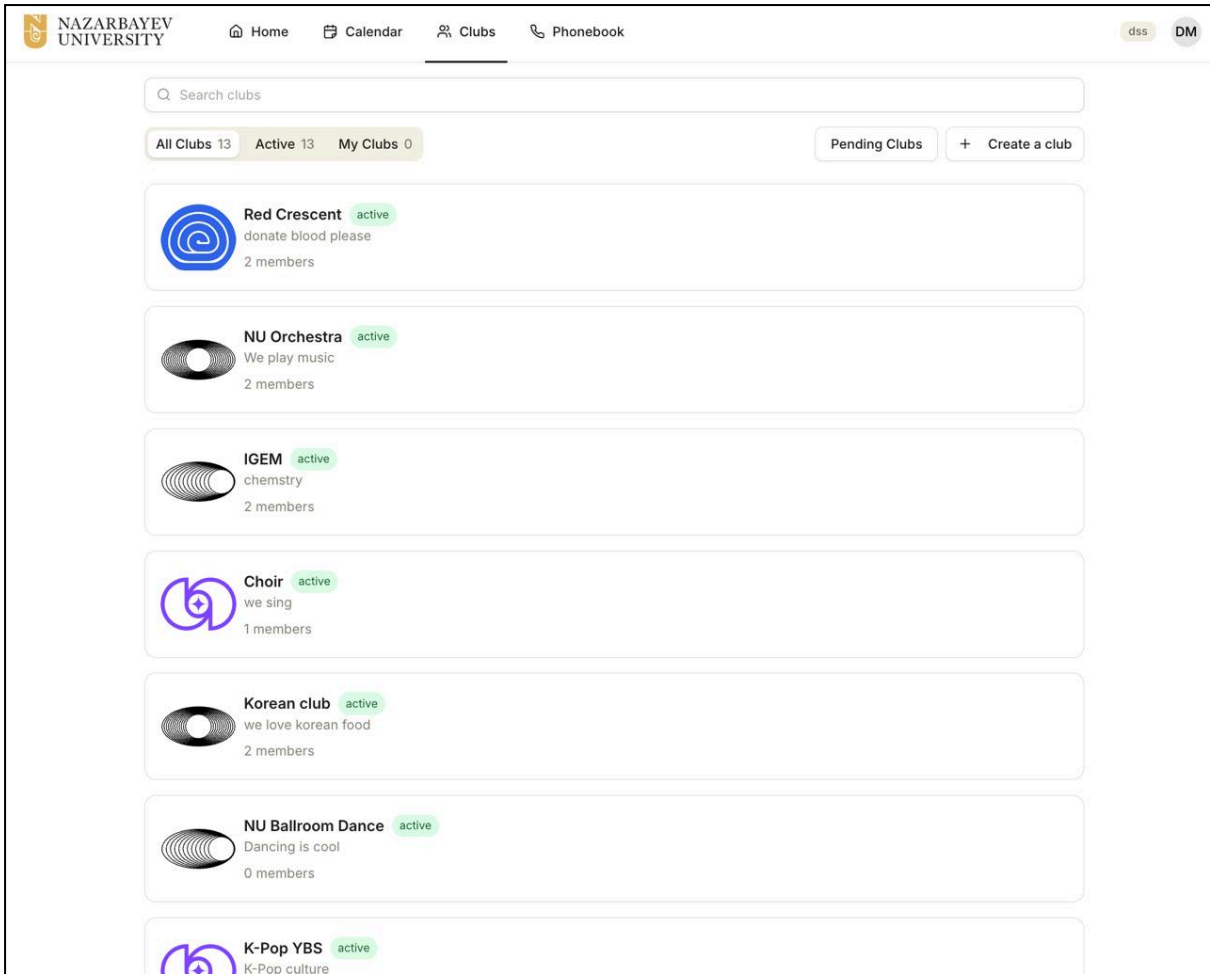 NAZARBAYEV
UNIVERSITY
Home
Calendar
Clubs
Phonebook
dss
DM
Search clubs
All Clubs 13
Active 13
My Clubs 0
Pending Clubs
+ Create a club
Red Crescent active
donate blood please
2 members
NU Orchestra active
We play music
2 members
IGEM active
chemstry
2 members
Choir active
we sing
1 members
Korean club active
we love korean food
2 members
NU Ballroom Dance active
Dancing is cool
0 members
K-Pop YBS active
K-Pop culture